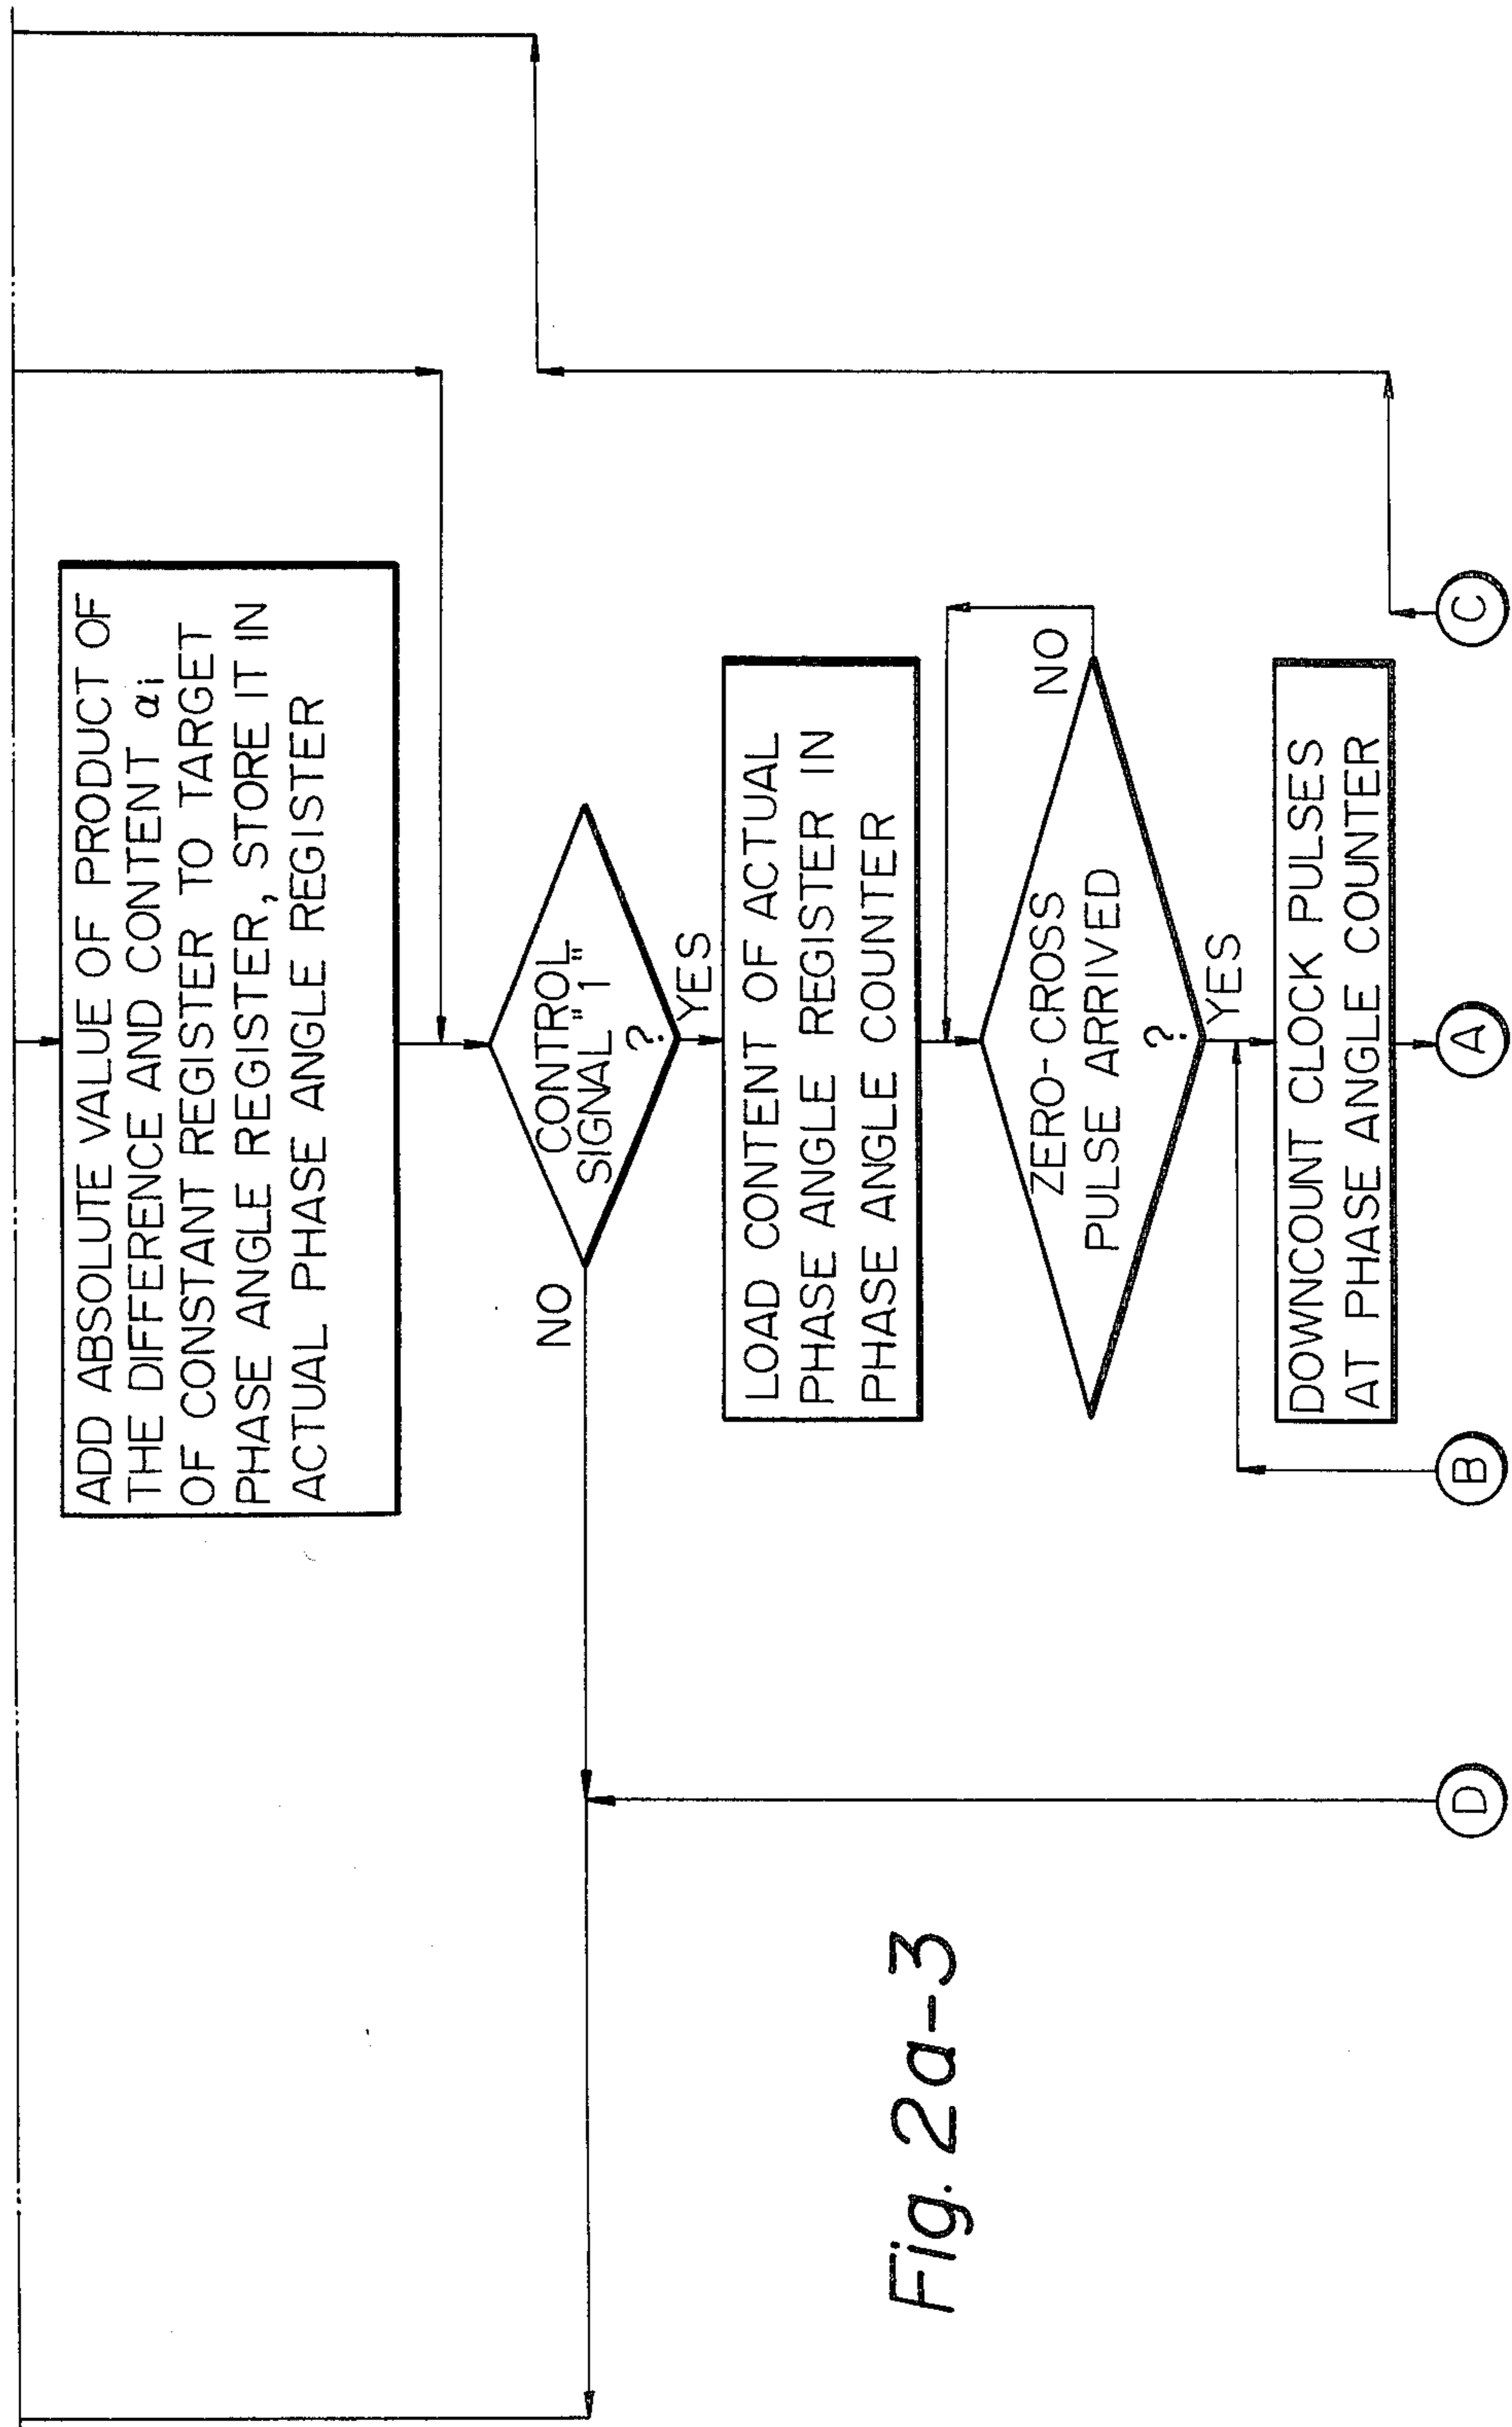 ADD ABSOLUTE VALUE OF PRODUCT OF
THE DIFFERENCE AND CONTENT αi
OF CONSTANT REGISTER TO TARGET
PHASE ANGLE REGISTER, STORE IT IN
ACTUAL PHASE ANGLE REGISTER
CONTROL
SIGNAL "1"
?
NO
YES
LOAD CONTENT OF ACTUAL
PHASE ANGLE REGISTER IN
PHASE ANGLE COUNTER
ZERO-CROSS
PULSE ARRIVED
?
NO
YES
DOWNCOUNT CLOCK PULSES
AT PHASE ANGLE COUNTER
D
B
A
C
Fig. 2a-3